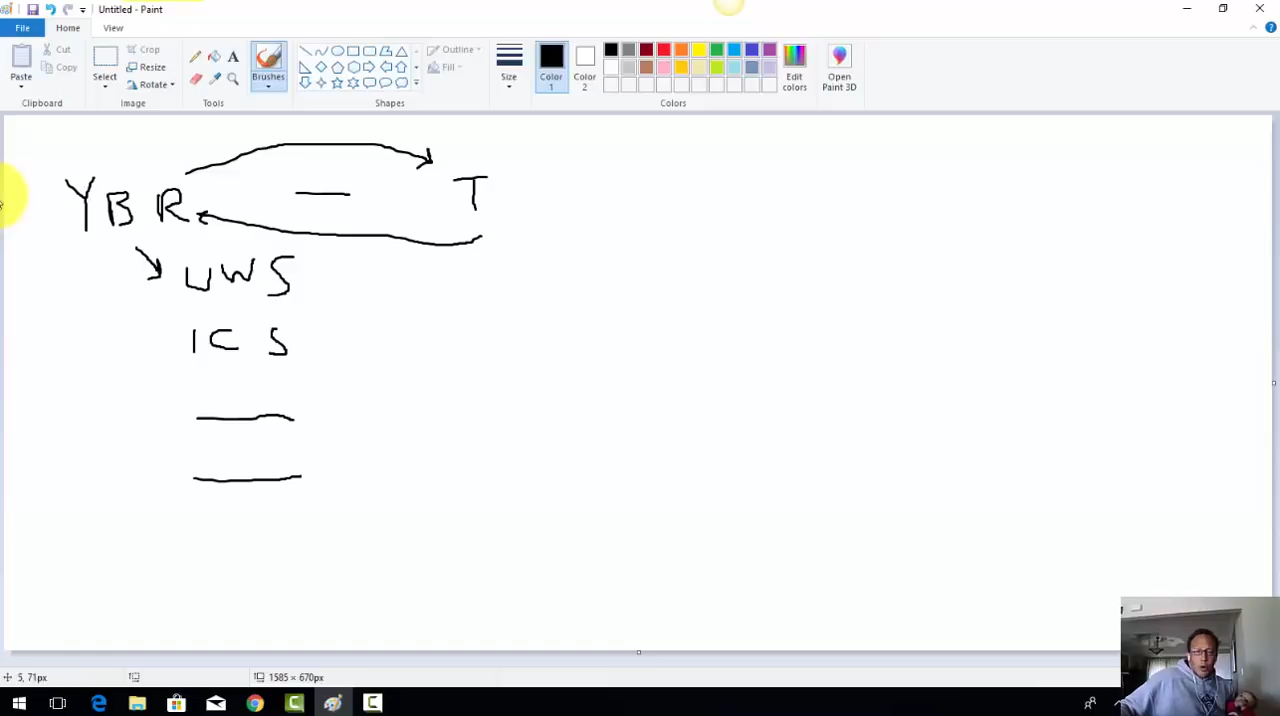 Untitled - Paint
File Home View
Paste Cut Copy Clipboard
Select Crop Resize Rotate Image
Tools
Brushes
Outline Fill Shapes
Size
Color 1
Color 2
Edit colors
Open Paint 3D
Colors
Y B R — T
U W S
I C S
5, 71px
1585 × 670px